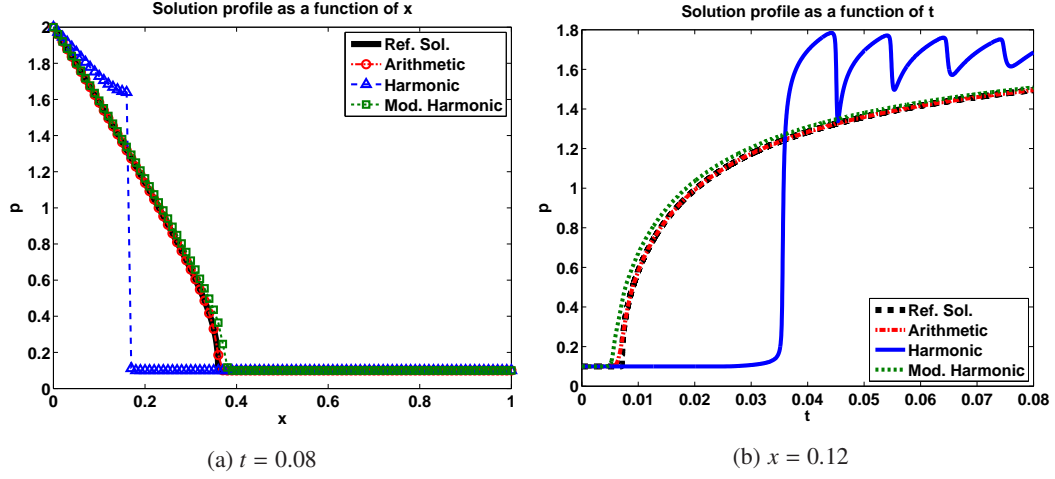 Solution profile as a function of x
2
1.8
1.6
1.4
1.2
1
0.8
0.6
0.4
0.2
0
p
0
0.2
0.4
0.6
0.8
1
x
Ref. Sol.
Arithmetic
Harmonic
Mod. Harmonic
(a) t = 0.08
Solution profile as a function of t
1.8
1.6
1.4
1.2
1
0.8
0.6
0.4
0.2
0
p
0
0.01
0.02
0.03
0.04
0.05
0.06
0.07
0.08
t
Ref. Sol.
Arithmetic
Harmonic
Mod. Harmonic
(b) x = 0.12